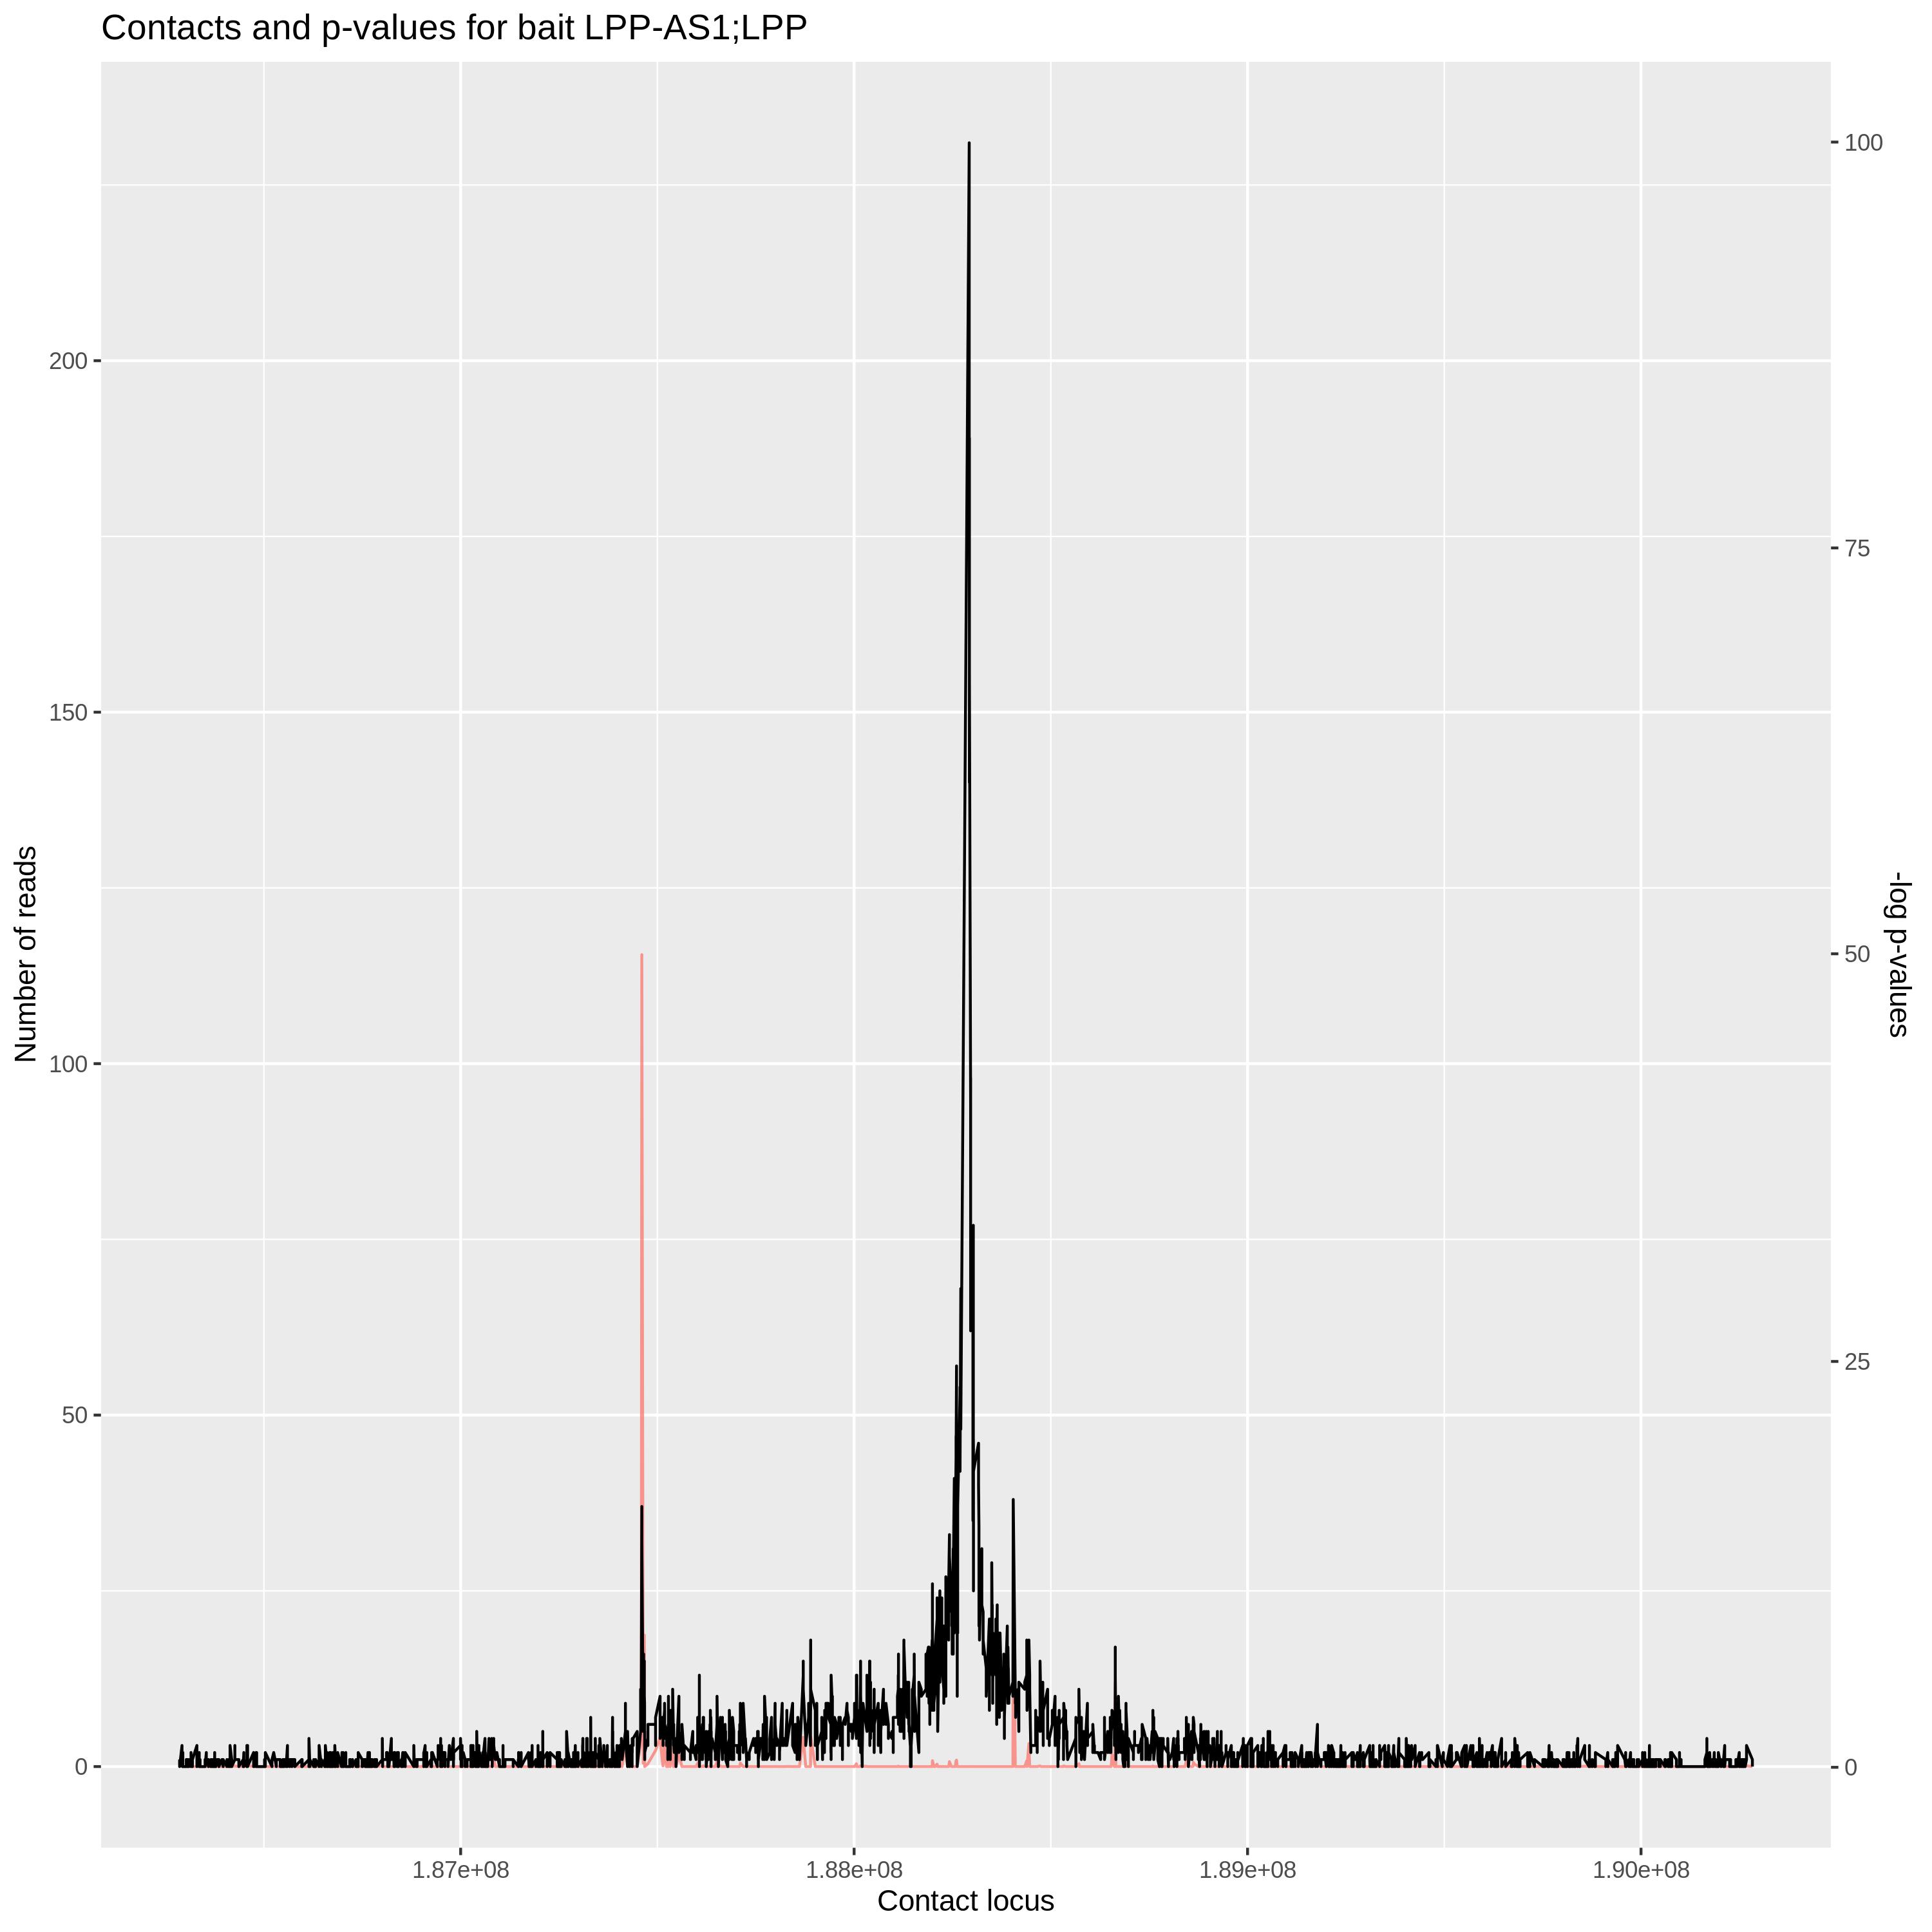 Contacts and p-values for bait LPP-AS1;LPP
Number of reads
200
150
100
50
0
100
75
50
25
0
-log p-values
1.87e+08
1.88e+08
1.89e+08
1.90e+08
Contact locus